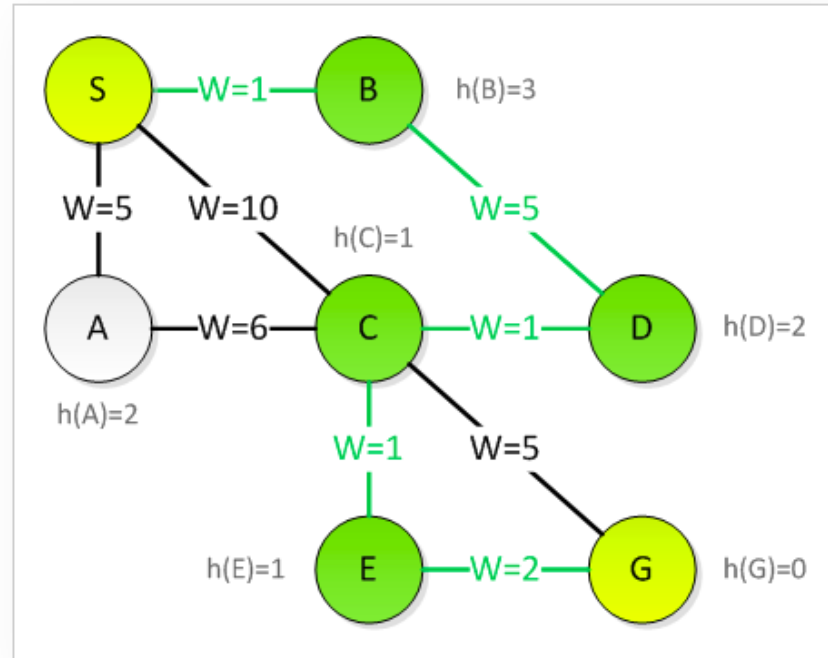 S W=1 B h(B)=3
W=5 W=10 W=5
h(C)=1
A W=6 C W=1 D h(D)=2
h(A)=2
W=1 W=5
h(E)=1 E W=2 G h(G)=0